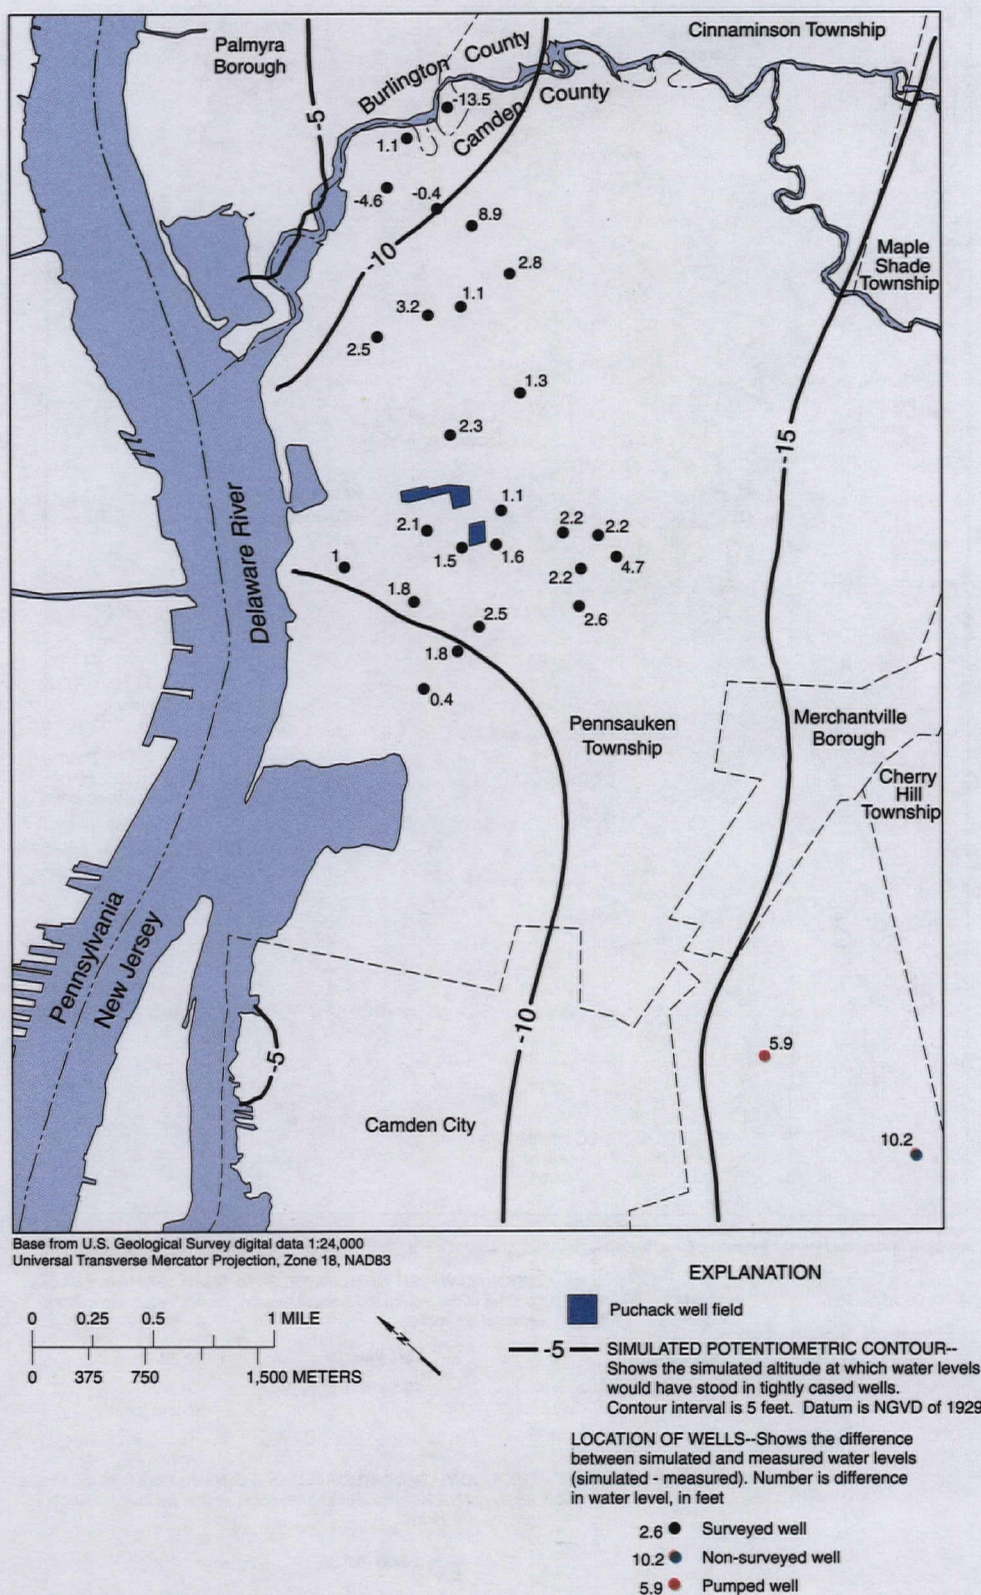 Palmyra
Borough
Cinnaminson Township
Burlington County
Camden County
-5
-13.5
1.1
-4.6
-0.4
8.9
-10
2.8
Maple
Shade
Township
3.2
1.1
2.5
1.3
2.3
-15
1.1
2.1
2.2
2.2
1.5
1.6
4.7
2.2
1
1.8
2.6
2.5
1.8
0.4
Delaware River
Pennsauken
Township
Merchantville
Borough
Cherry
Hill
Township
Pennsylvania
New Jersey
-10
-5
5.9
Camden City
10.2
Base from U.S. Geological Survey digital data 1:24,000
Universal Transverse Mercator Projection, Zone 18, NAD83
0 0.25 0.5 1 MILE
0 375 750 1,500 METERS
N
EXPLANATION
Puchack well field
-5 SIMULATED POTENTIOMETRIC CONTOUR--
Shows the simulated altitude at which water levels
would have stood in tightly cased wells.
Contour interval is 5 feet. Datum is NGVD of 1929
LOCATION OF WELLS--Shows the difference
between simulated and measured water levels
(simulated - measured). Number is difference
in water level, in feet
2.6 Surveyed well
10.2 Non-surveyed well
5.9 Pumped well